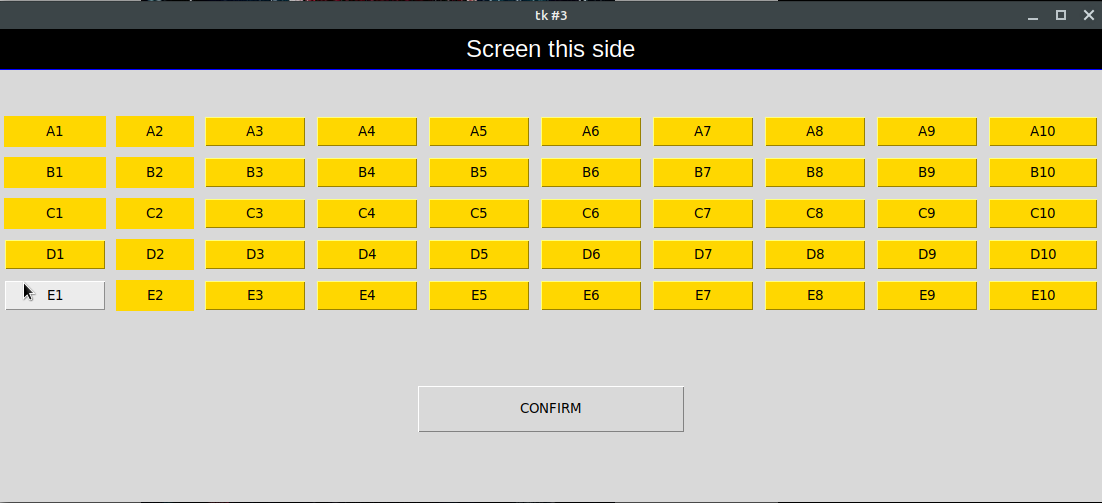 tk #3
Screen this side
A1 A2 A3 A4 A5 A6 A7 A8 A9 A10
B1 B2 B3 B4 B5 B6 B7 B8 B9 B10
C1 C2 C3 C4 C5 C6 C7 C8 C9 C10
D1 D2 D3 D4 D5 D6 D7 D8 D9 D10
E1 E2 E3 E4 E5 E6 E7 E8 E9 E10
CONFIRM